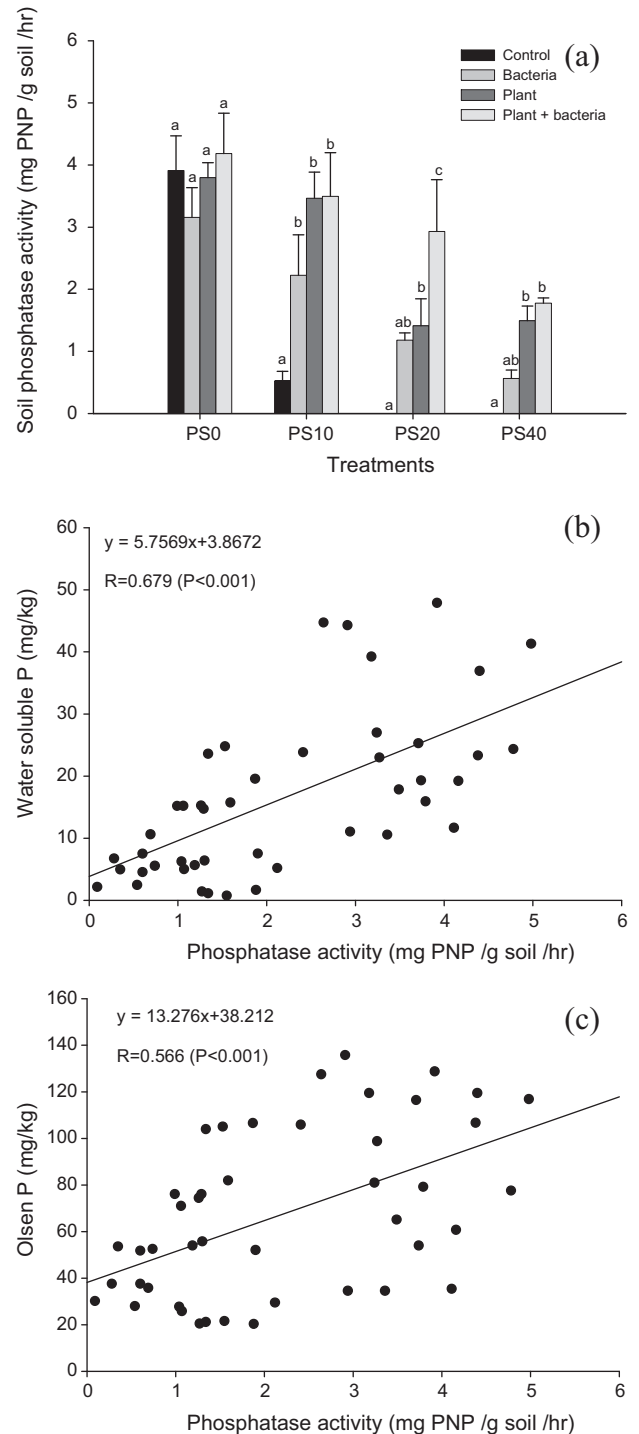 (a)
Control
Bacteria
Plant
Plant + bacteria
Soil phosphatase activity (mg PNP /g soil /hr)
6
5
4
3
2
1
0
a
a
a
a
a
b
b
b
a
ab
b
c
a
ab
b
b
PS0 PS10 PS20 PS40
Treatments
(b)
y = 5.7569x+3.8672
R=0.679 (P<0.001)
Water soluble P (mg/kg)
60
50
40
30
20
10
0
0 1 2 3 4 5 6
Phosphatase activity (mg PNP /g soil /hr)
(c)
y = 13.276x+38.212
R=0.566 (P<0.001)
Olsen P (mg/kg)
160
140
120
100
80
60
40
20
0
0 1 2 3 4 5 6
Phosphatase activity (mg PNP /g soil /hr)